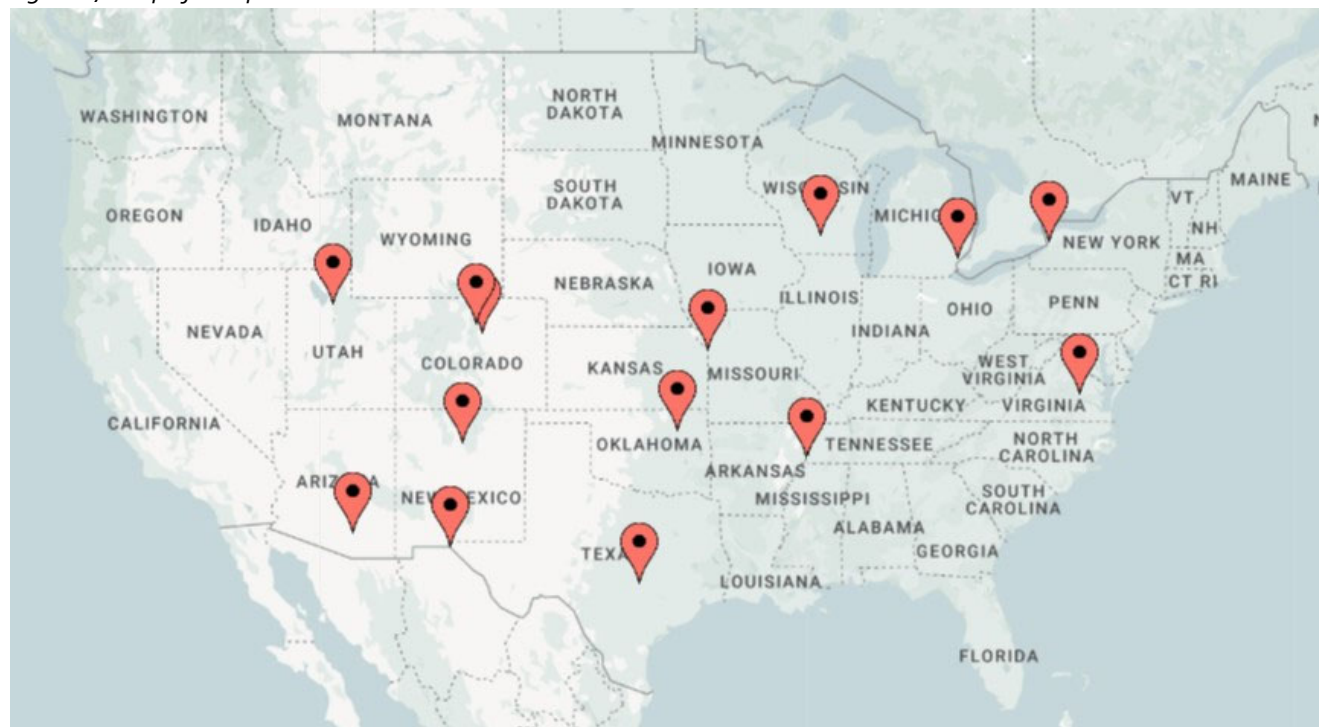 WASHINGTON
MONTANA
NORTH
DAKOTA
MINNESOTA
SOUTH
DAKOTA
OREGON
IDAHO
WYOMING
MAINE
VT
NH
MA
CT RI
NEW YORK
NEBRASKA
IOWA
ILLINOIS
INDIANA
OHIO
PENN
NEVADA
UTAH
COLORADO
KANSAS
MISSOURI
WEST
VIRGINIA
VIRGINIA
KENTUCKY
CALIFORNIA
OKLAHOMA
TENNESSEE
NORTH
CAROLINA
ARKANSAS
SOUTH
CAROLINA
MISSISSIPPI
ALABAMA
GEORGIA
LOUISIANA
FLORIDA